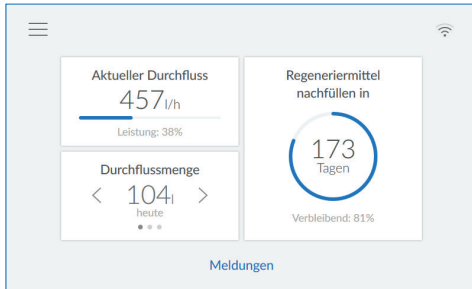 Aktueller Durchfluss
457 l/h
Leistung: 38%
Durchflussmenge
104 l
heute
Regeneriermittel
nachfüllen in
173
Tagen
Verbleibend: 81%
Meldungen